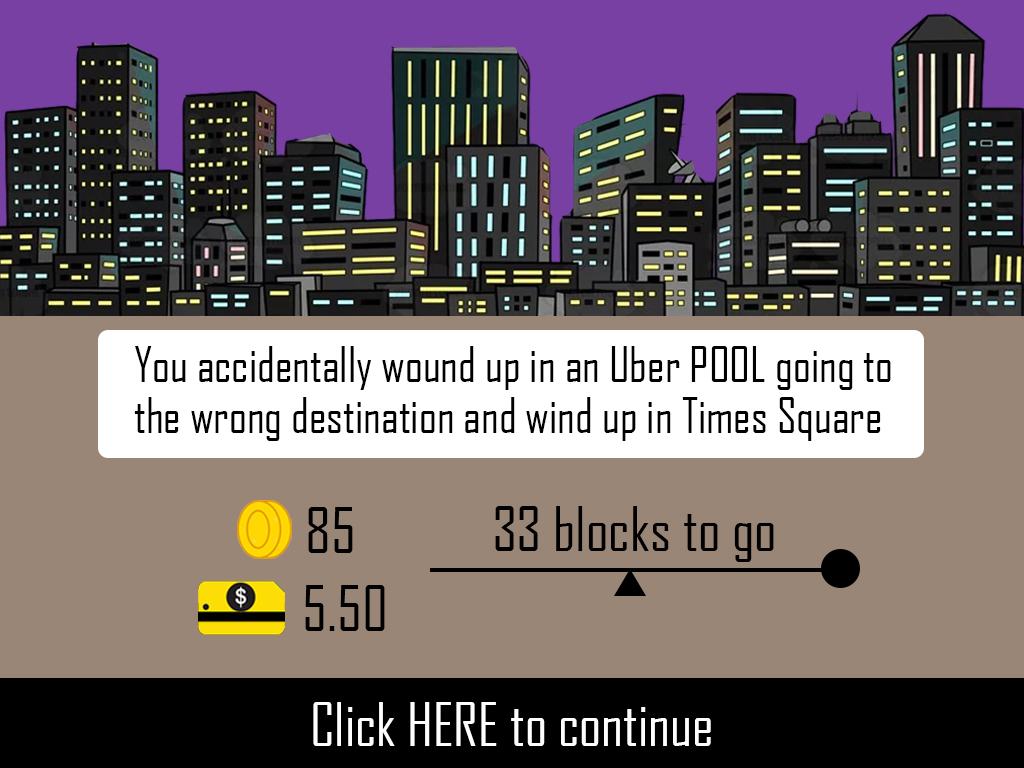 You accidentally wound up in an Uber POOL going to
the wrong destination and wind up in Times Square
85
33 blocks to go
$
5.50
Click HERE to continue